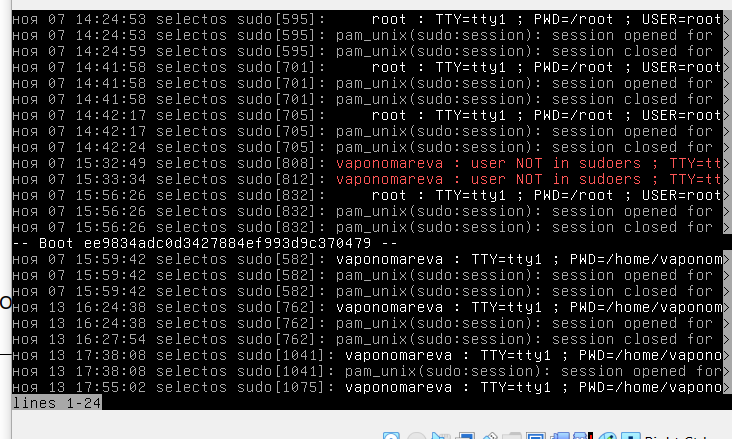 ноя 07 14:24:53 selectos sudo[595]:     root : TTY=tty1 ; PWD=/root ; USER=root>
ноя 07 14:24:53 selectos sudo[595]: pam_unix(sudo:session): session opened for >
ноя 07 14:24:59 selectos sudo[595]: pam_unix(sudo:session): session closed for >
ноя 07 14:41:58 selectos sudo[701]:     root : TTY=tty1 ; PWD=/root ; USER=root>
ноя 07 14:41:58 selectos sudo[701]: pam_unix(sudo:session): session opened for >
ноя 07 14:41:58 selectos sudo[701]: pam_unix(sudo:session): session closed for >
ноя 07 14:42:17 selectos sudo[705]:     root : TTY=tty1 ; PWD=/root ; USER=root>
ноя 07 14:42:17 selectos sudo[705]: pam_unix(sudo:session): session opened for >
ноя 07 14:42:24 selectos sudo[705]: pam_unix(sudo:session): session closed for >
ноя 07 15:32:49 selectos sudo[808]: vaponomareva : user NOT in sudoers ; TTY=tt>
ноя 07 15:33:34 selectos sudo[812]: vaponomareva : user NOT in sudoers ; TTY=tt>
ноя 07 15:56:26 selectos sudo[832]:     root : TTY=tty1 ; PWD=/root ; USER=root>
ноя 07 15:56:26 selectos sudo[832]: pam_unix(sudo:session): session opened for >
ноя 07 15:56:26 selectos sudo[832]: pam_unix(sudo:session): session closed for >
-- Boot ee9834adc0d3427884ef993d9c370479 --
ноя 07 15:59:42 selectos sudo[582]: vaponomareva : TTY=tty1 ; PWD=/home/vaponom>
ноя 07 15:59:42 selectos sudo[582]: pam_unix(sudo:session): session opened for >
ноя 07 15:59:42 selectos sudo[582]: pam_unix(sudo:session): session closed for >
ноя 13 16:24:38 selectos sudo[762]: vaponomareva : TTY=tty1 ; PWD=/home/vaponom>
ноя 13 16:24:38 selectos sudo[762]: pam_unix(sudo:session): session opened for >
ноя 13 16:27:54 selectos sudo[762]: pam_unix(sudo:session): session closed for >
ноя 13 17:38:08 selectos sudo[1041]: vaponomareva : TTY=tty1 ; PWD=/home/vapono>
ноя 13 17:38:08 selectos sudo[1041]: pam_unix(sudo:session): session opened for>
ноя 13 17:55:02 selectos sudo[1075]: vaponomareva : TTY=tty1 ; PWD=/home/vapono>
lines 1-24